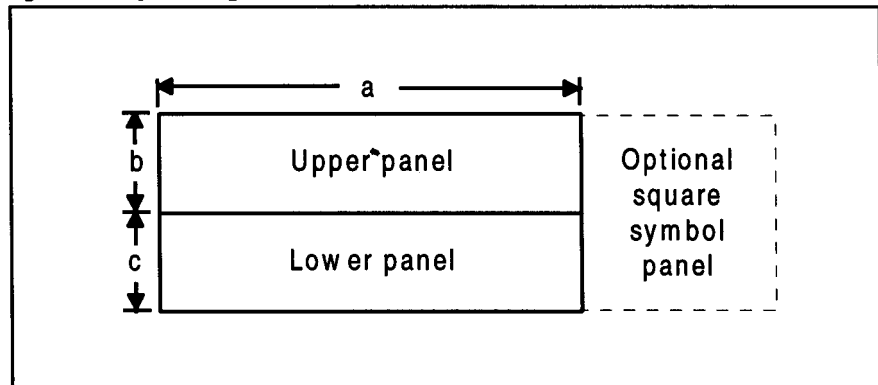 a
b
Upper panel
Optional
square
symbol
panel
c
Lower panel